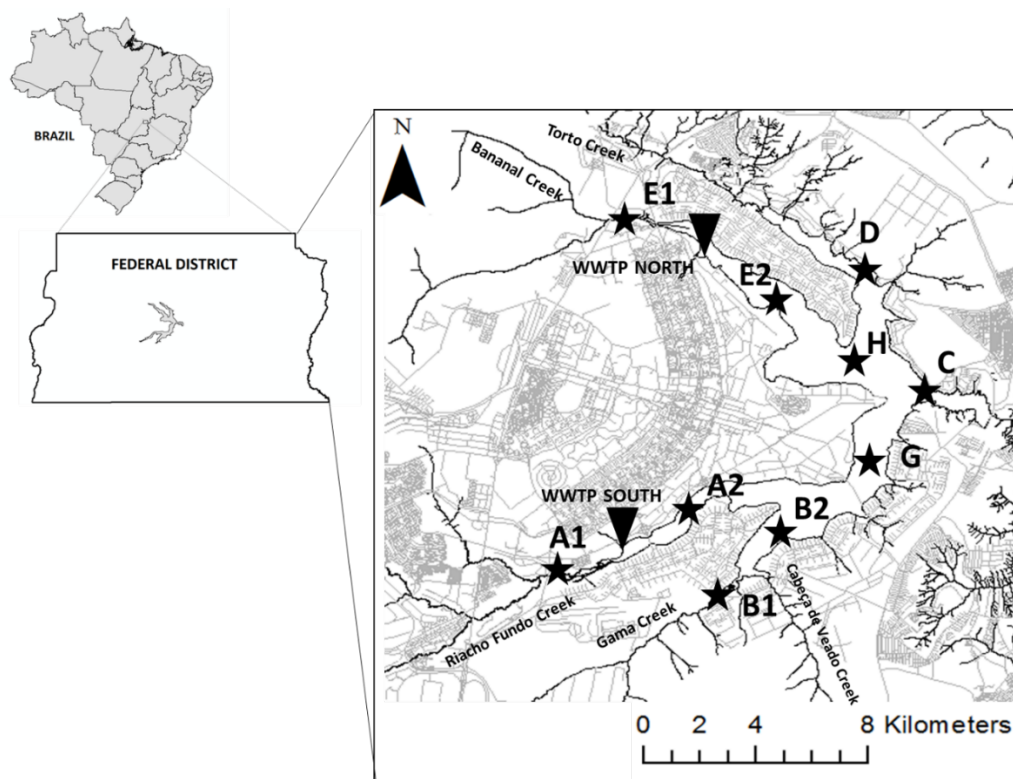 BRAZIL
FEDERAL DISTRICT
N
Torto Creek
Bananal Creek
E1
D
WWTP NORTH
E2
H
C
G
WWTP SOUTH
A2
B2
A1
B1
Cabeça de Veado Creek
Gama Creek
Riacho Fundo Creek
0 2 4 8 Kilometers